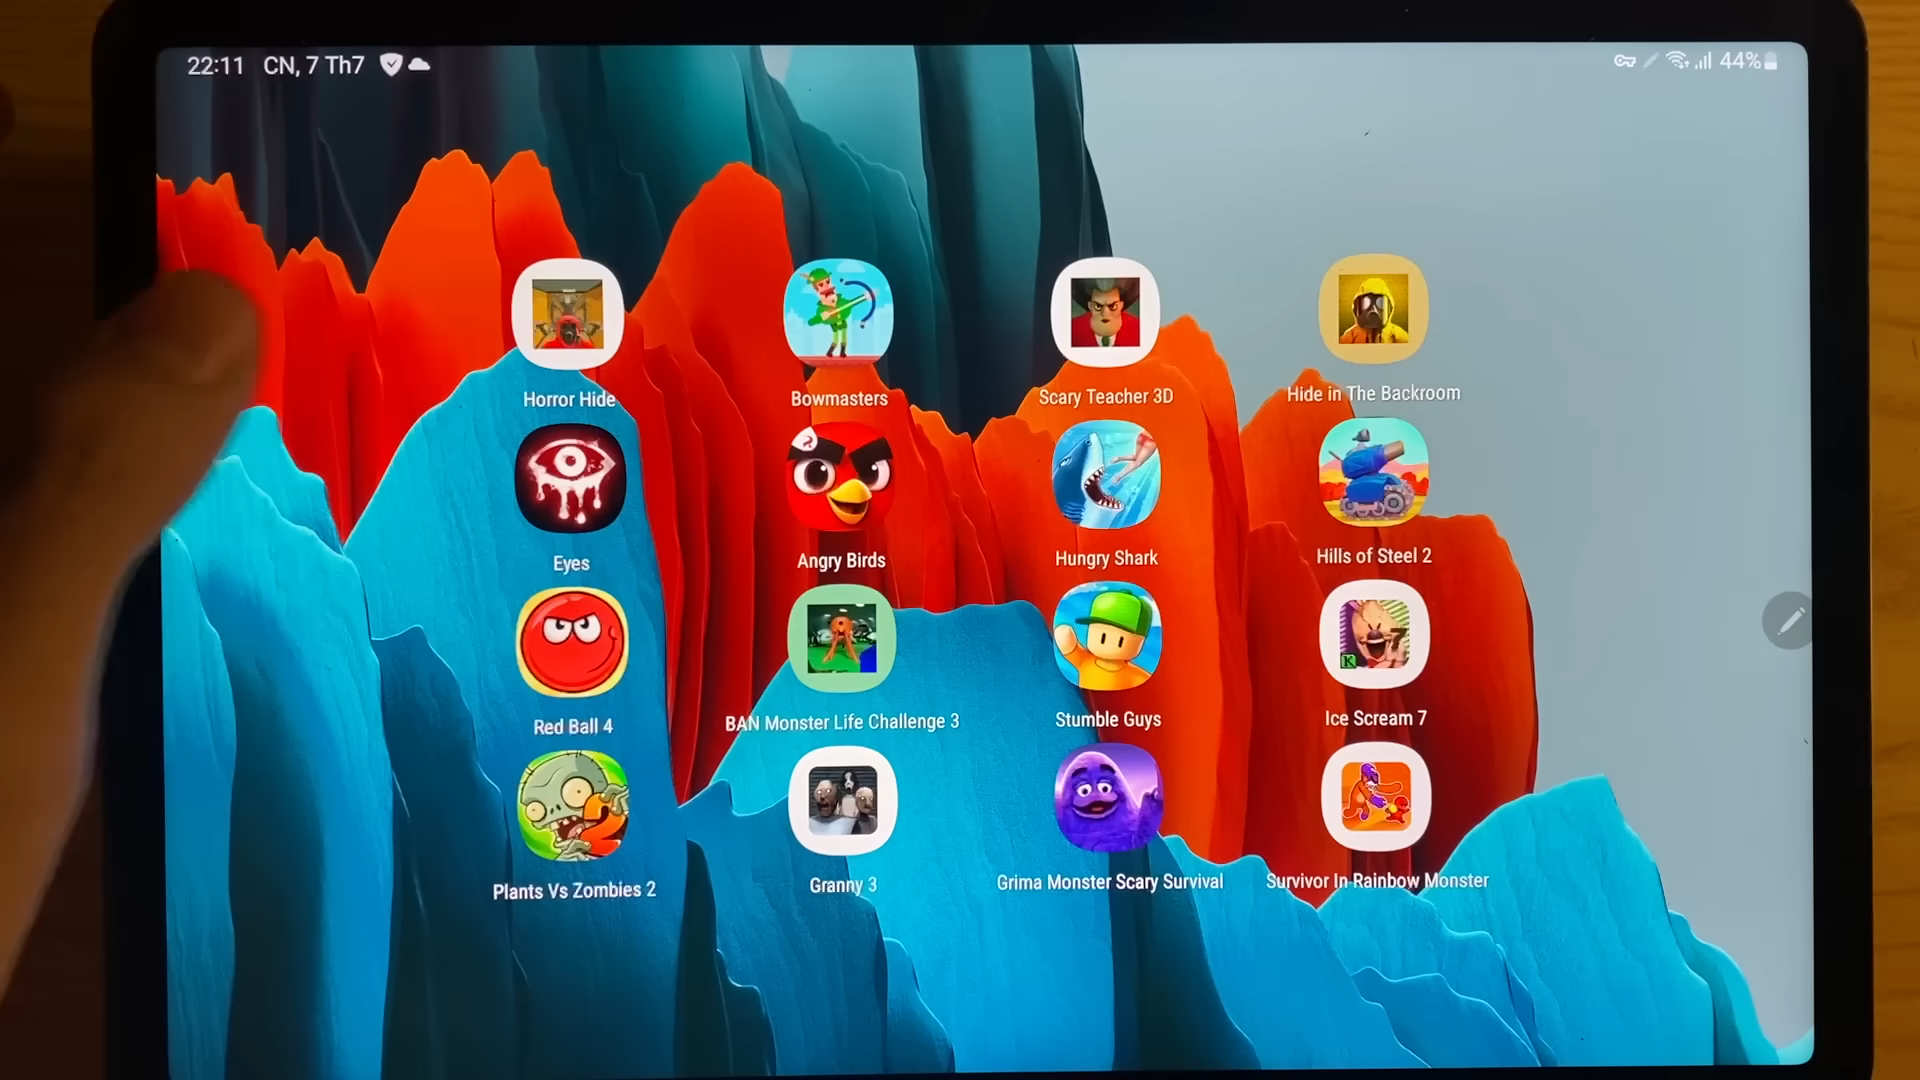 22:11 CN, 7 Th7
44%
Horror Hide
Bowmasters
Scary Teacher 3D
Hide in The Backroom
Eyes
Angry Birds
Hungry Shark
Hills of Steel 2
Red Ball 4
BAN Monster Life Challenge 3
Stumble Guys
7
K
Ice Scream 7
2
Plants Vs Zombies 2
Granny 3
Grima Monster Scary Survival
Survivor In Rainbow Monster